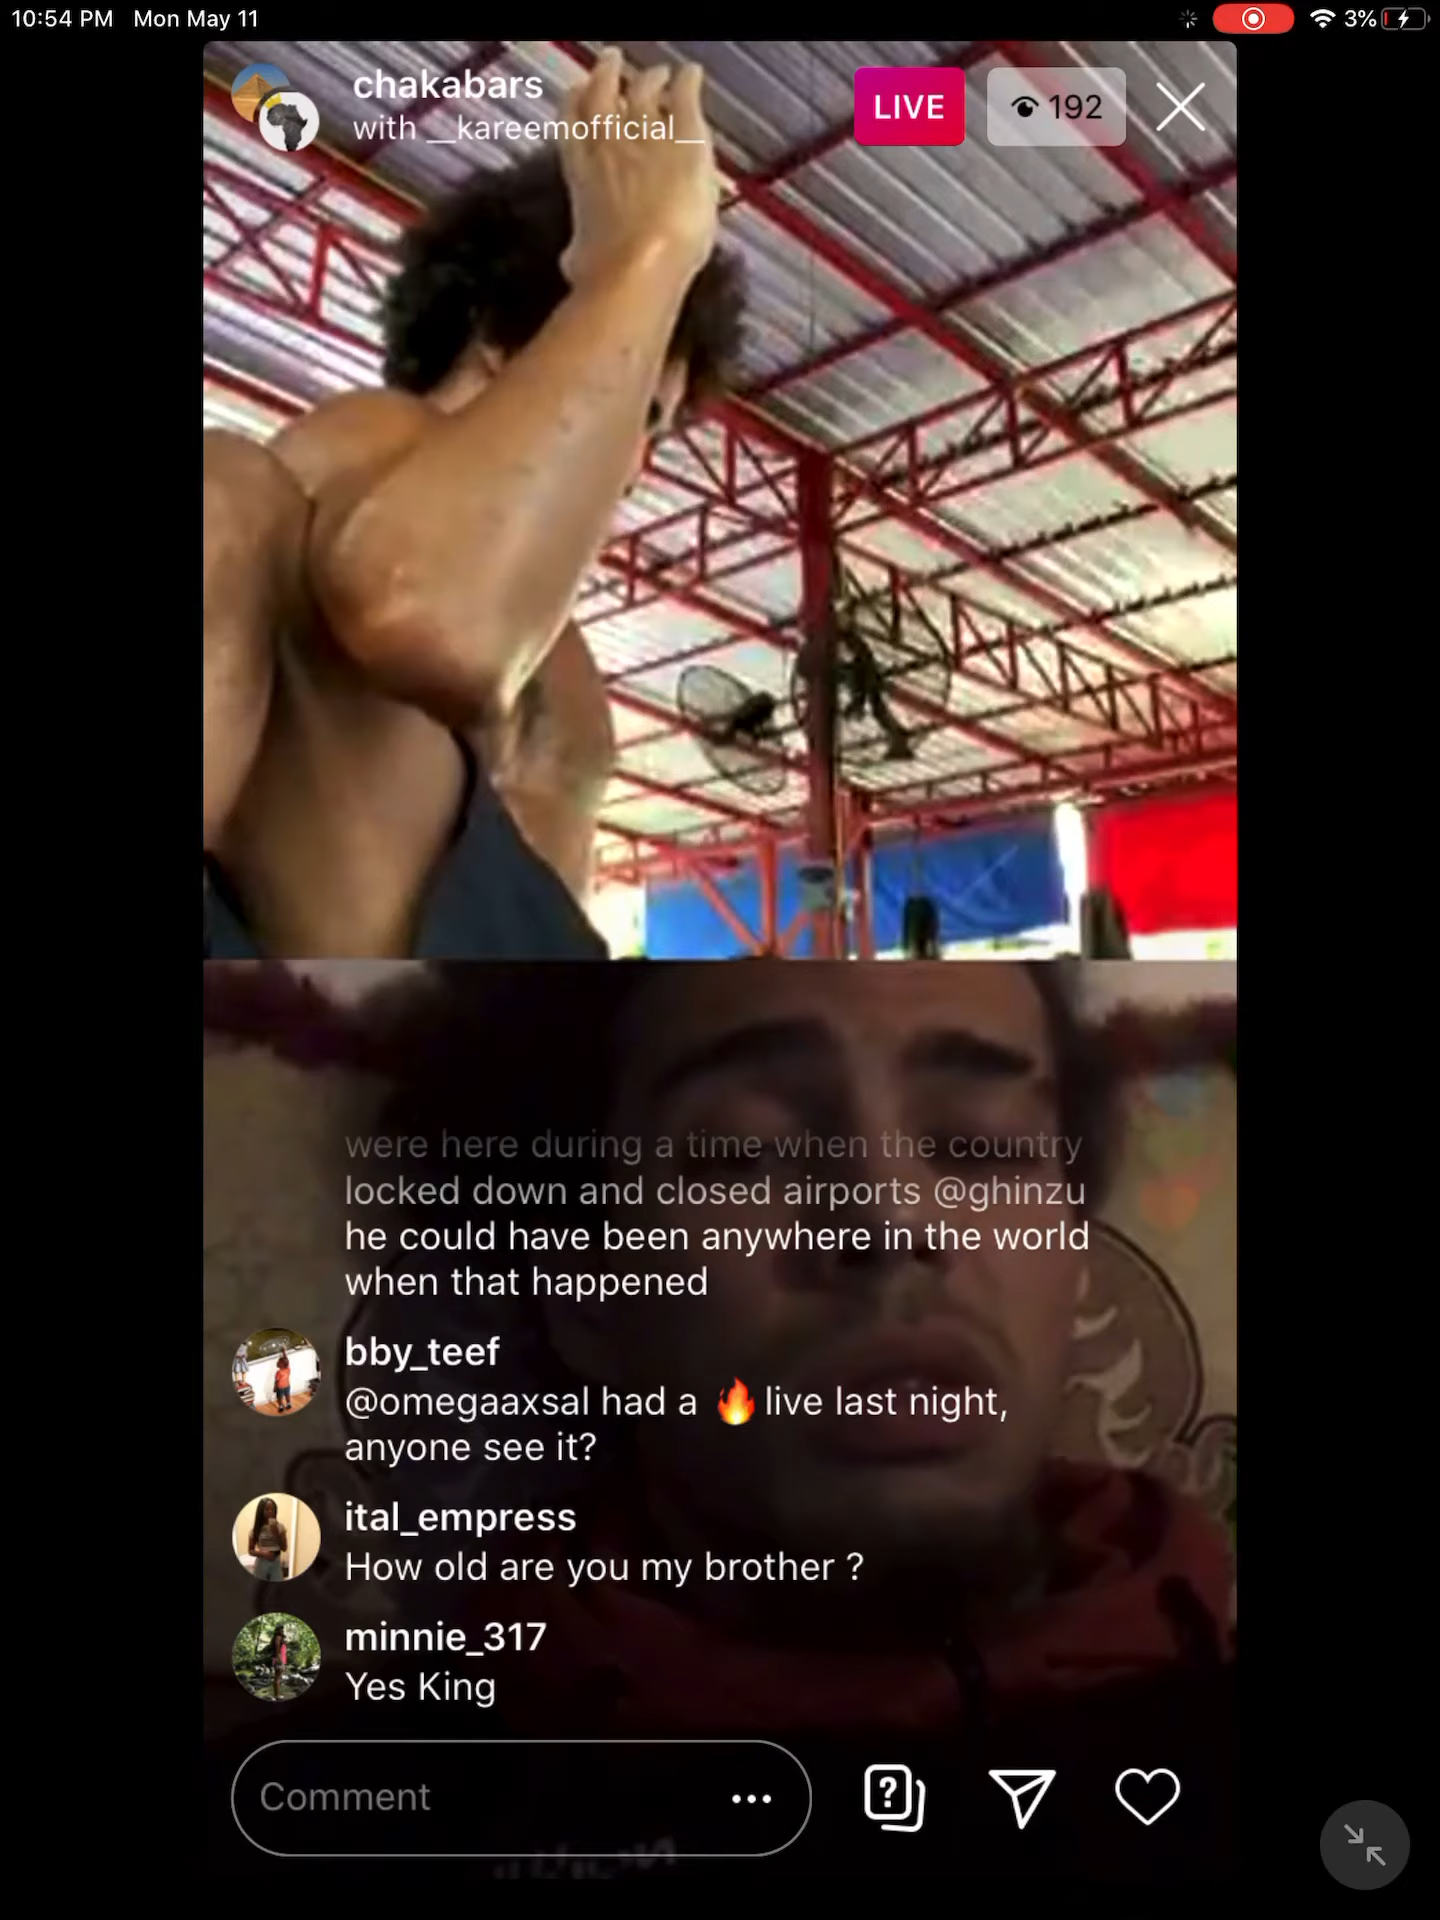 10:54 PM Mon May 11
3%
chakabars
with __kareemofficial__
LIVE
192
were here during a time when the country
locked down and closed airports @ghinzu
he could have been anywhere in the world
when that happened
bby_teef
@omegaaxsal had a 🔥 live last night,
anyone see it?
ital_empress
How old are you my brother ?
minnie_317
Yes King
Comment